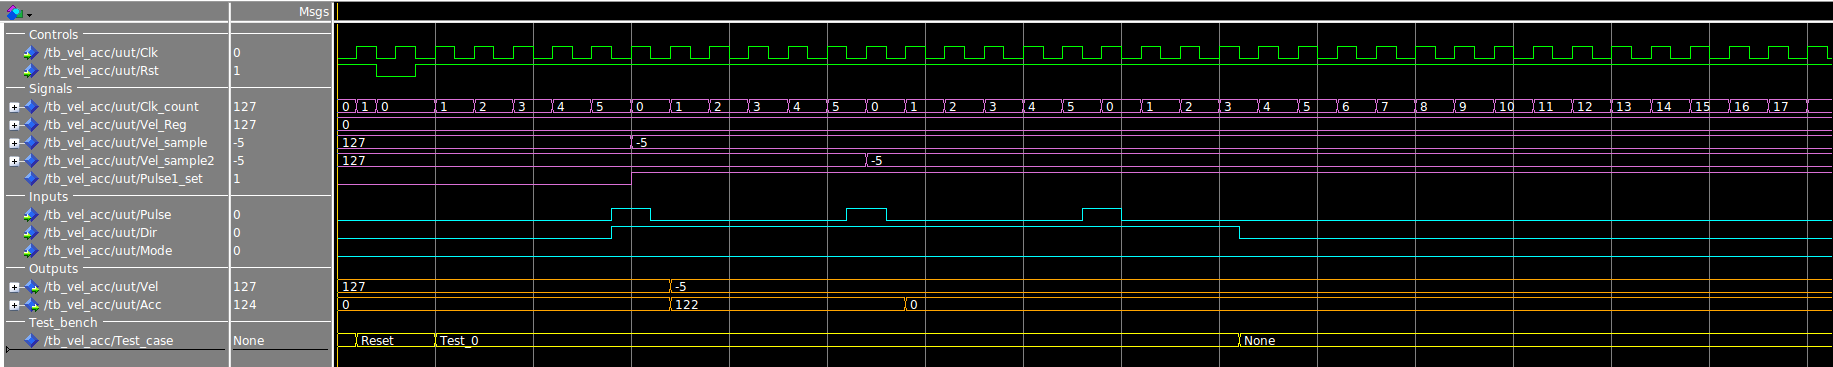 Msgs
Controls
/tb_vel_acc/uut/Clk 0
/tb_vel_acc/uut/Rst 1
Signals
/tb_vel_acc/uut/Clk_count 127 0 1 0 1 2 3 4 5 0 1 2 3 4 5 0 1 2 3 4 5 0 1 2 3 4 5 6 7 8 9 10 11 12 13 14 15 16 17
/tb_vel_acc/uut/Vel_Reg 127 0
/tb_vel_acc/uut/Vel_sample -5 127 -5
/tb_vel_acc/uut/Vel_sample2 -5 127 -5
/tb_vel_acc/uut/Pulse1_set 1
Inputs
/tb_vel_acc/uut/Pulse 0
/tb_vel_acc/uut/Dir 0
/tb_vel_acc/uut/Mode 0
Outputs
/tb_vel_acc/uut/Vel 127 127 -5
/tb_vel_acc/uut/Acc 124 0 122 0
Test_bench
/tb_vel_acc/Test_case None Reset Test_0 None